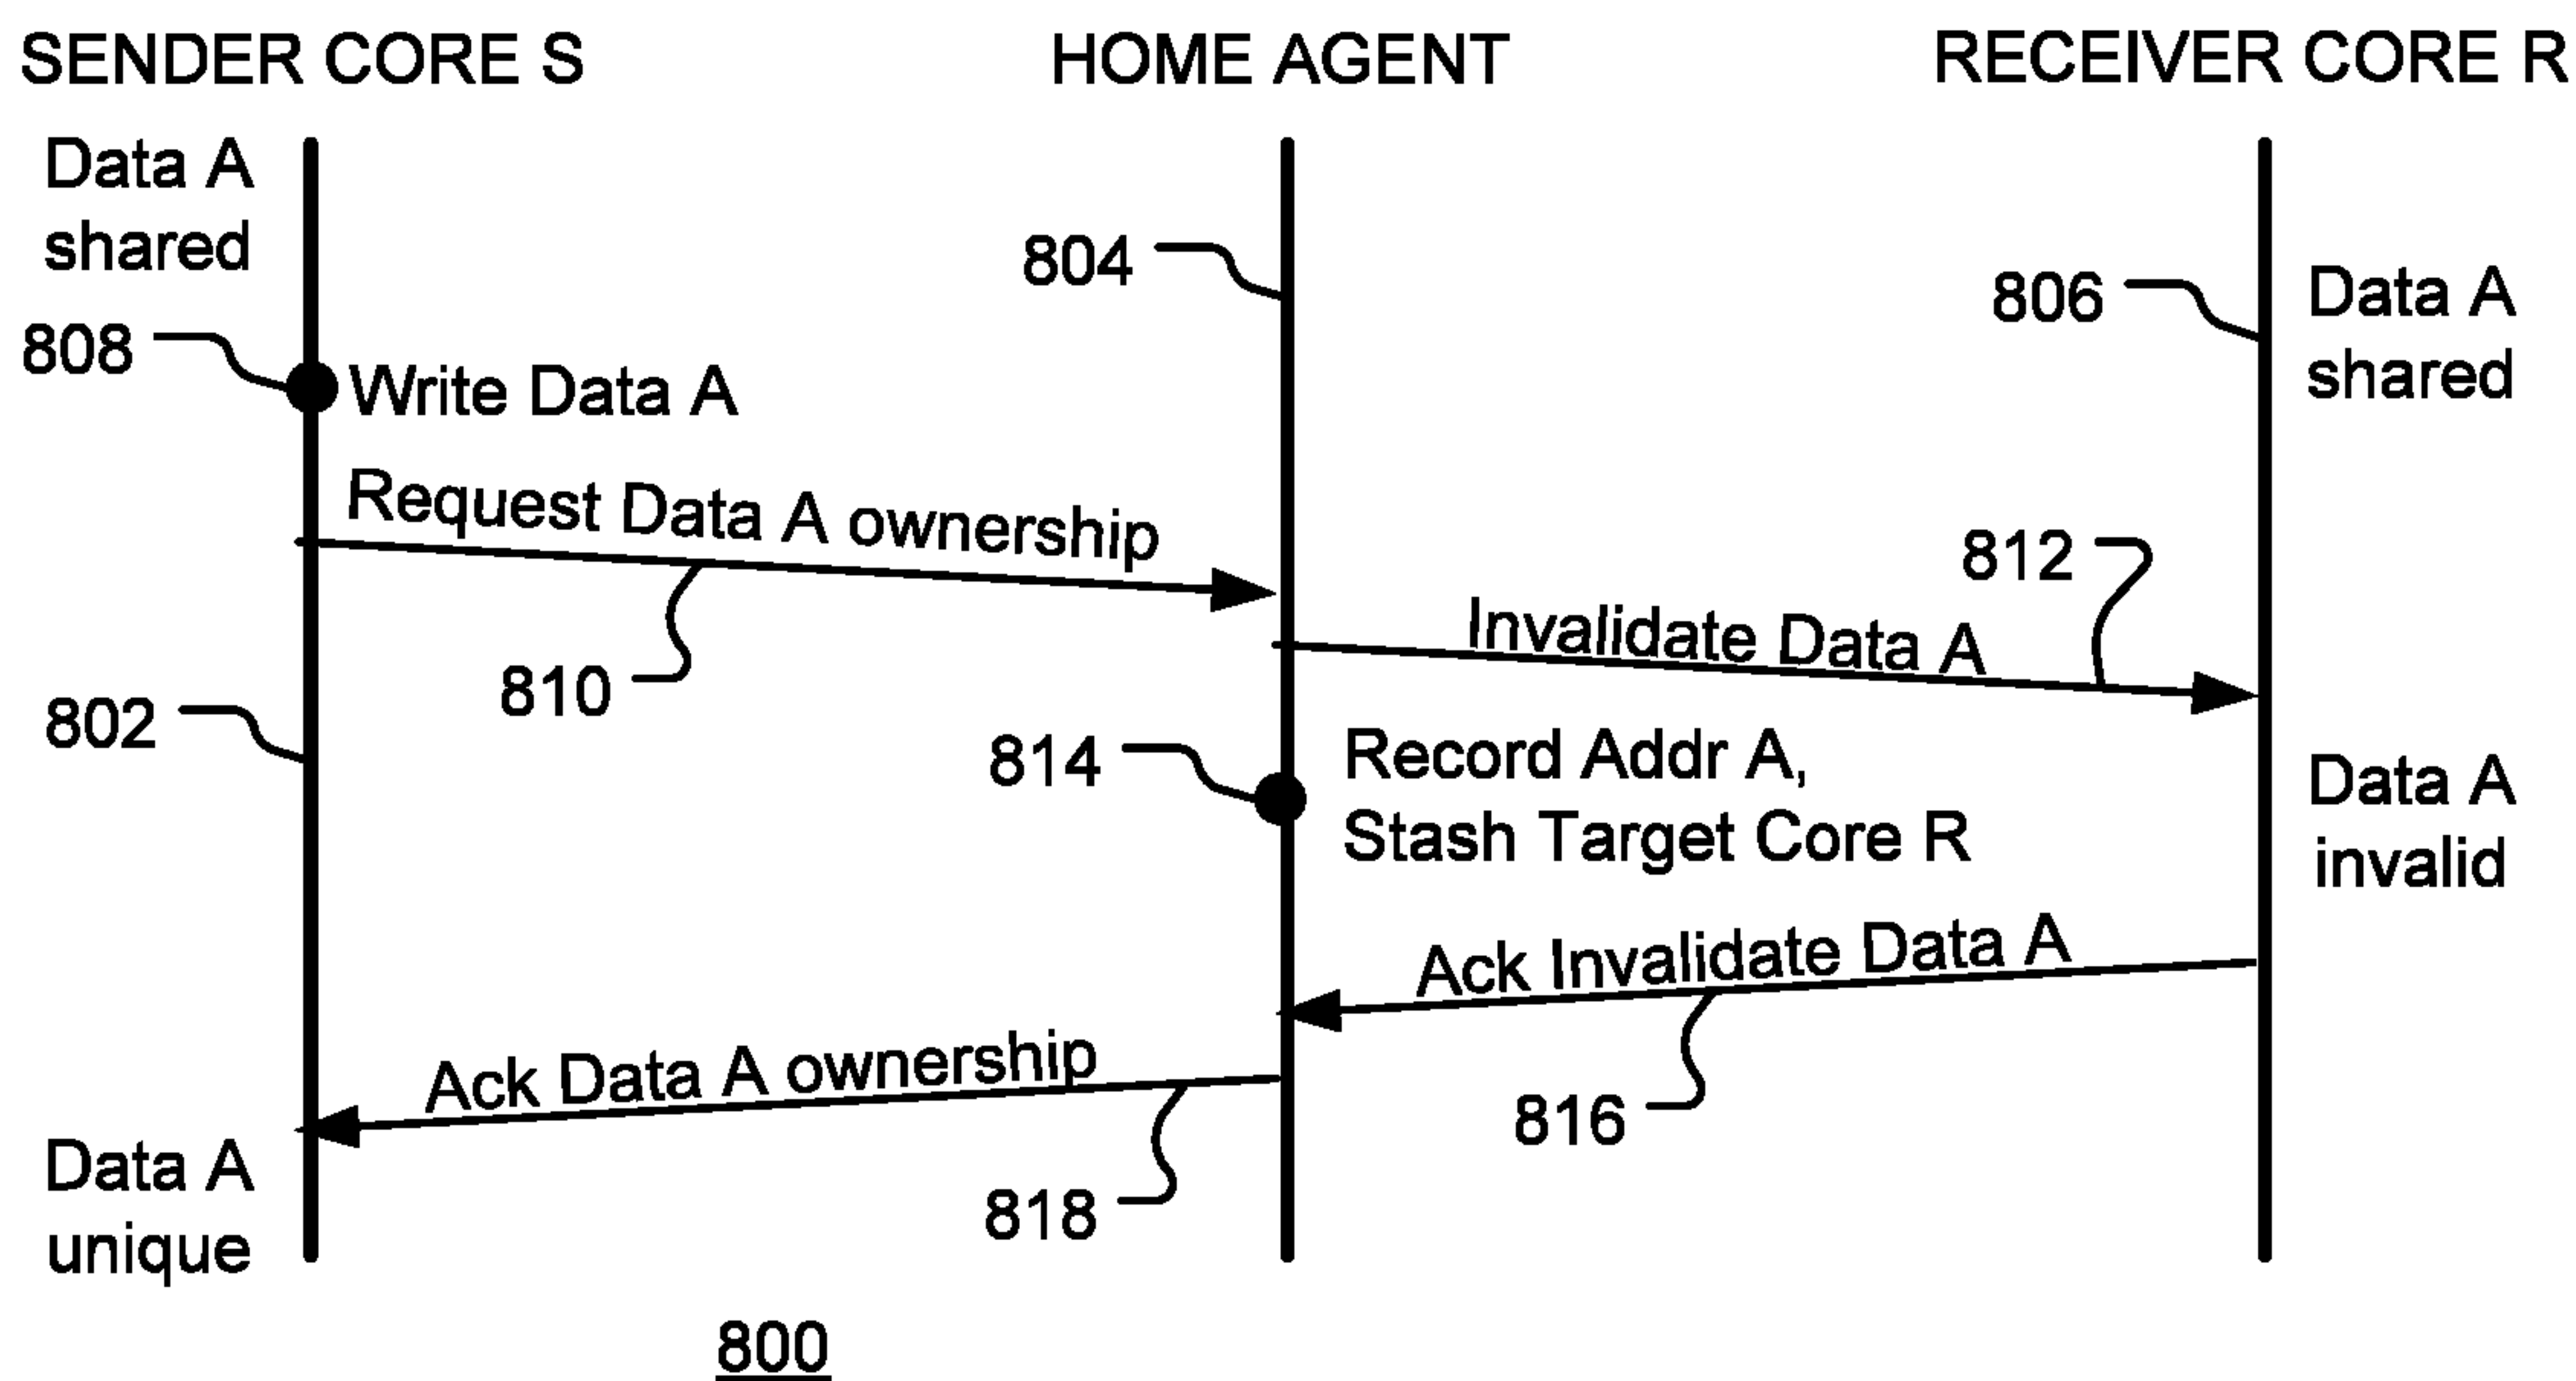 SENDER CORE S
HOME AGENT
RECEIVER CORE R
Data A
shared
804
806
Data A
shared
808
Write Data A
Request Data A ownership
812
810
Invalidate Data A
802
814
Record Addr A,
Stash Target Core R
Data A
invalid
Ack Invalidate Data A
Ack Data A ownership
816
Data A
unique
818
800